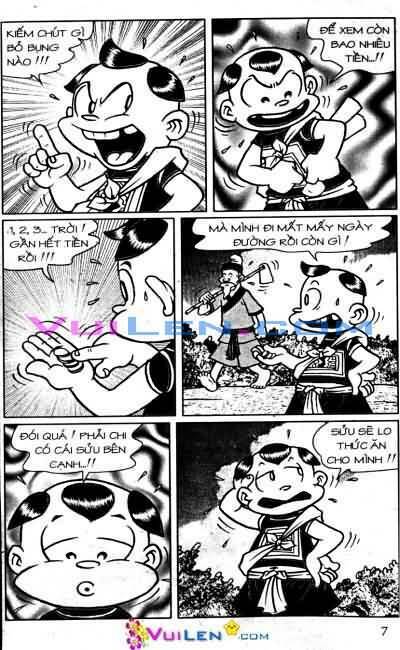 KIẾM CHÚT GÌ
BỎ BỤNG
NÀO !!!
ĐỂ XEM CÒN
BAO NHIÊU
TIỀN...!!
1, 2, 3... TRỜI !
GẦN HẾT TIỀN
RỒI !!!
MÀ MÌNH ĐI MẤT MẤY NGÀY
ĐƯỜNG RỒI CÒN GÌ !
VUILEN.COM
ĐÓI QUÁ ! PHẢI CHI
CÓ CÁI SỬU BÊN
CẠNH..!!
SỬU SẼ LO
THỨC ĂN
CHO MÌNH !!
7
VUILEN.COM